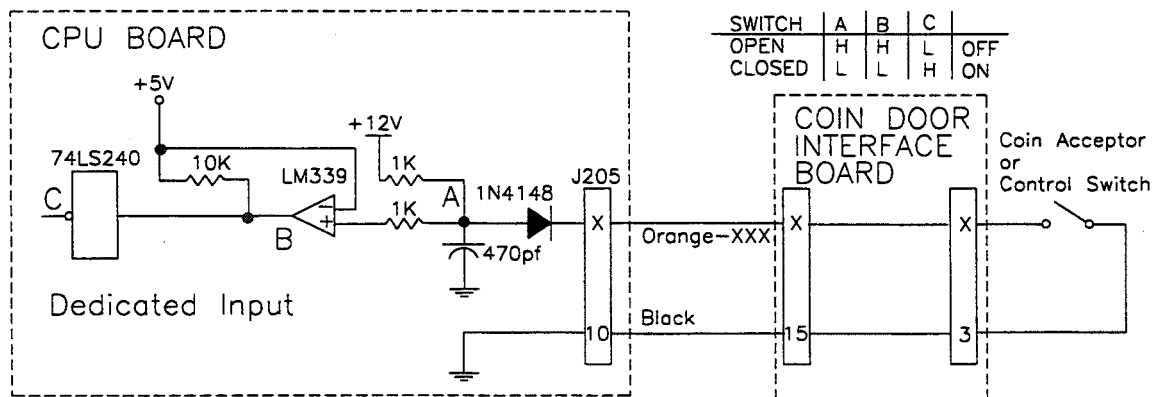 CPU BOARD
SWITCH A B C
OPEN H H L OFF
CLOSED L L H ON
+5V
+12V
COIN DOOR
INTERFACE
BOARD
Coin Acceptor
or
Control Switch
74LS240
10K
LM339
1K
A
1N4148
J205
C
B
1K
470pf
X
Orange-XXX
X
X
Dedicated Input
Black
10
15
3